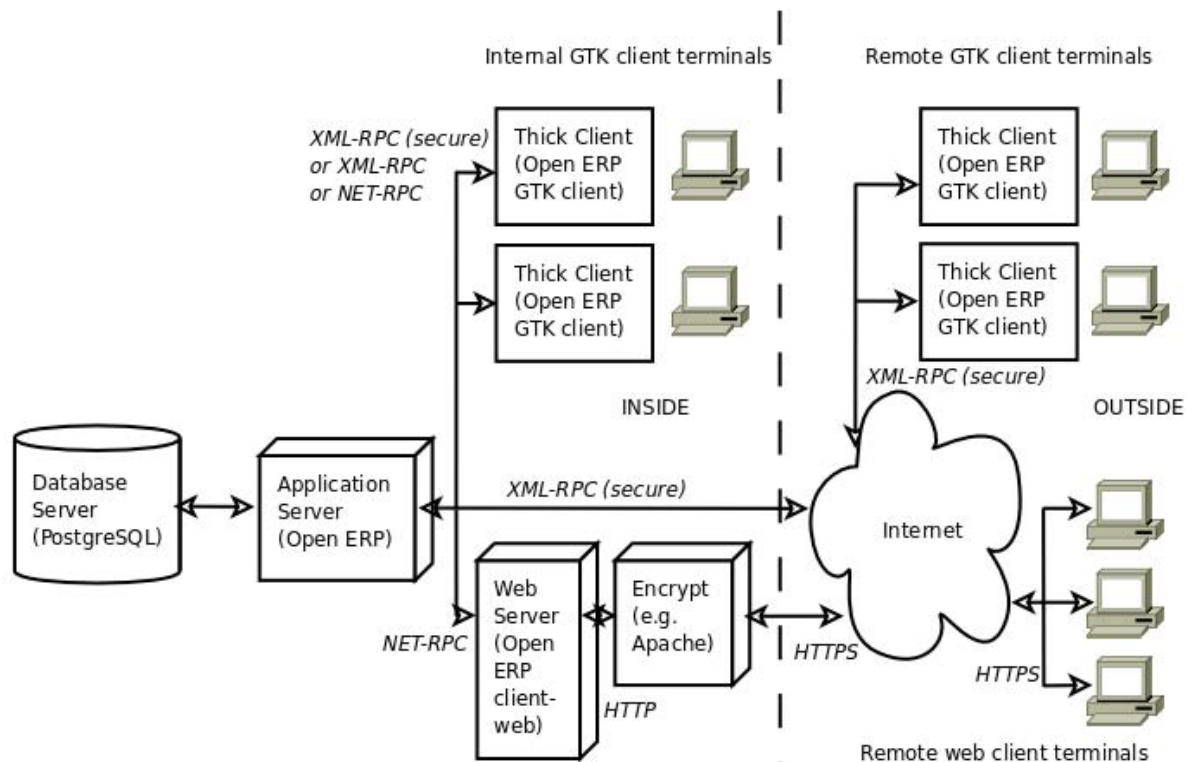 Internal GTK client terminals
Remote GTK client terminals
XML-RPC (secure)
or XML-RPC
or NET-RPC
Thick Client
(Open ERP
GTK client)
Thick Client
(Open ERP
GTK client)
Thick Client
(Open ERP
GTK client)
Thick Client
(Open ERP
GTK client)
XML-RPC (secure)
INSIDE
OUTSIDE
Database
Server
(PostgreSQL)
Application
Server
(Open ERP)
XML-RPC (secure)
Internet
Web
Server
(Open
ERP
client-
web)
Encrypt
(e.g.
Apache)
NET-RPC
HTTP
HTTPS
HTTPS
Remote web client terminals